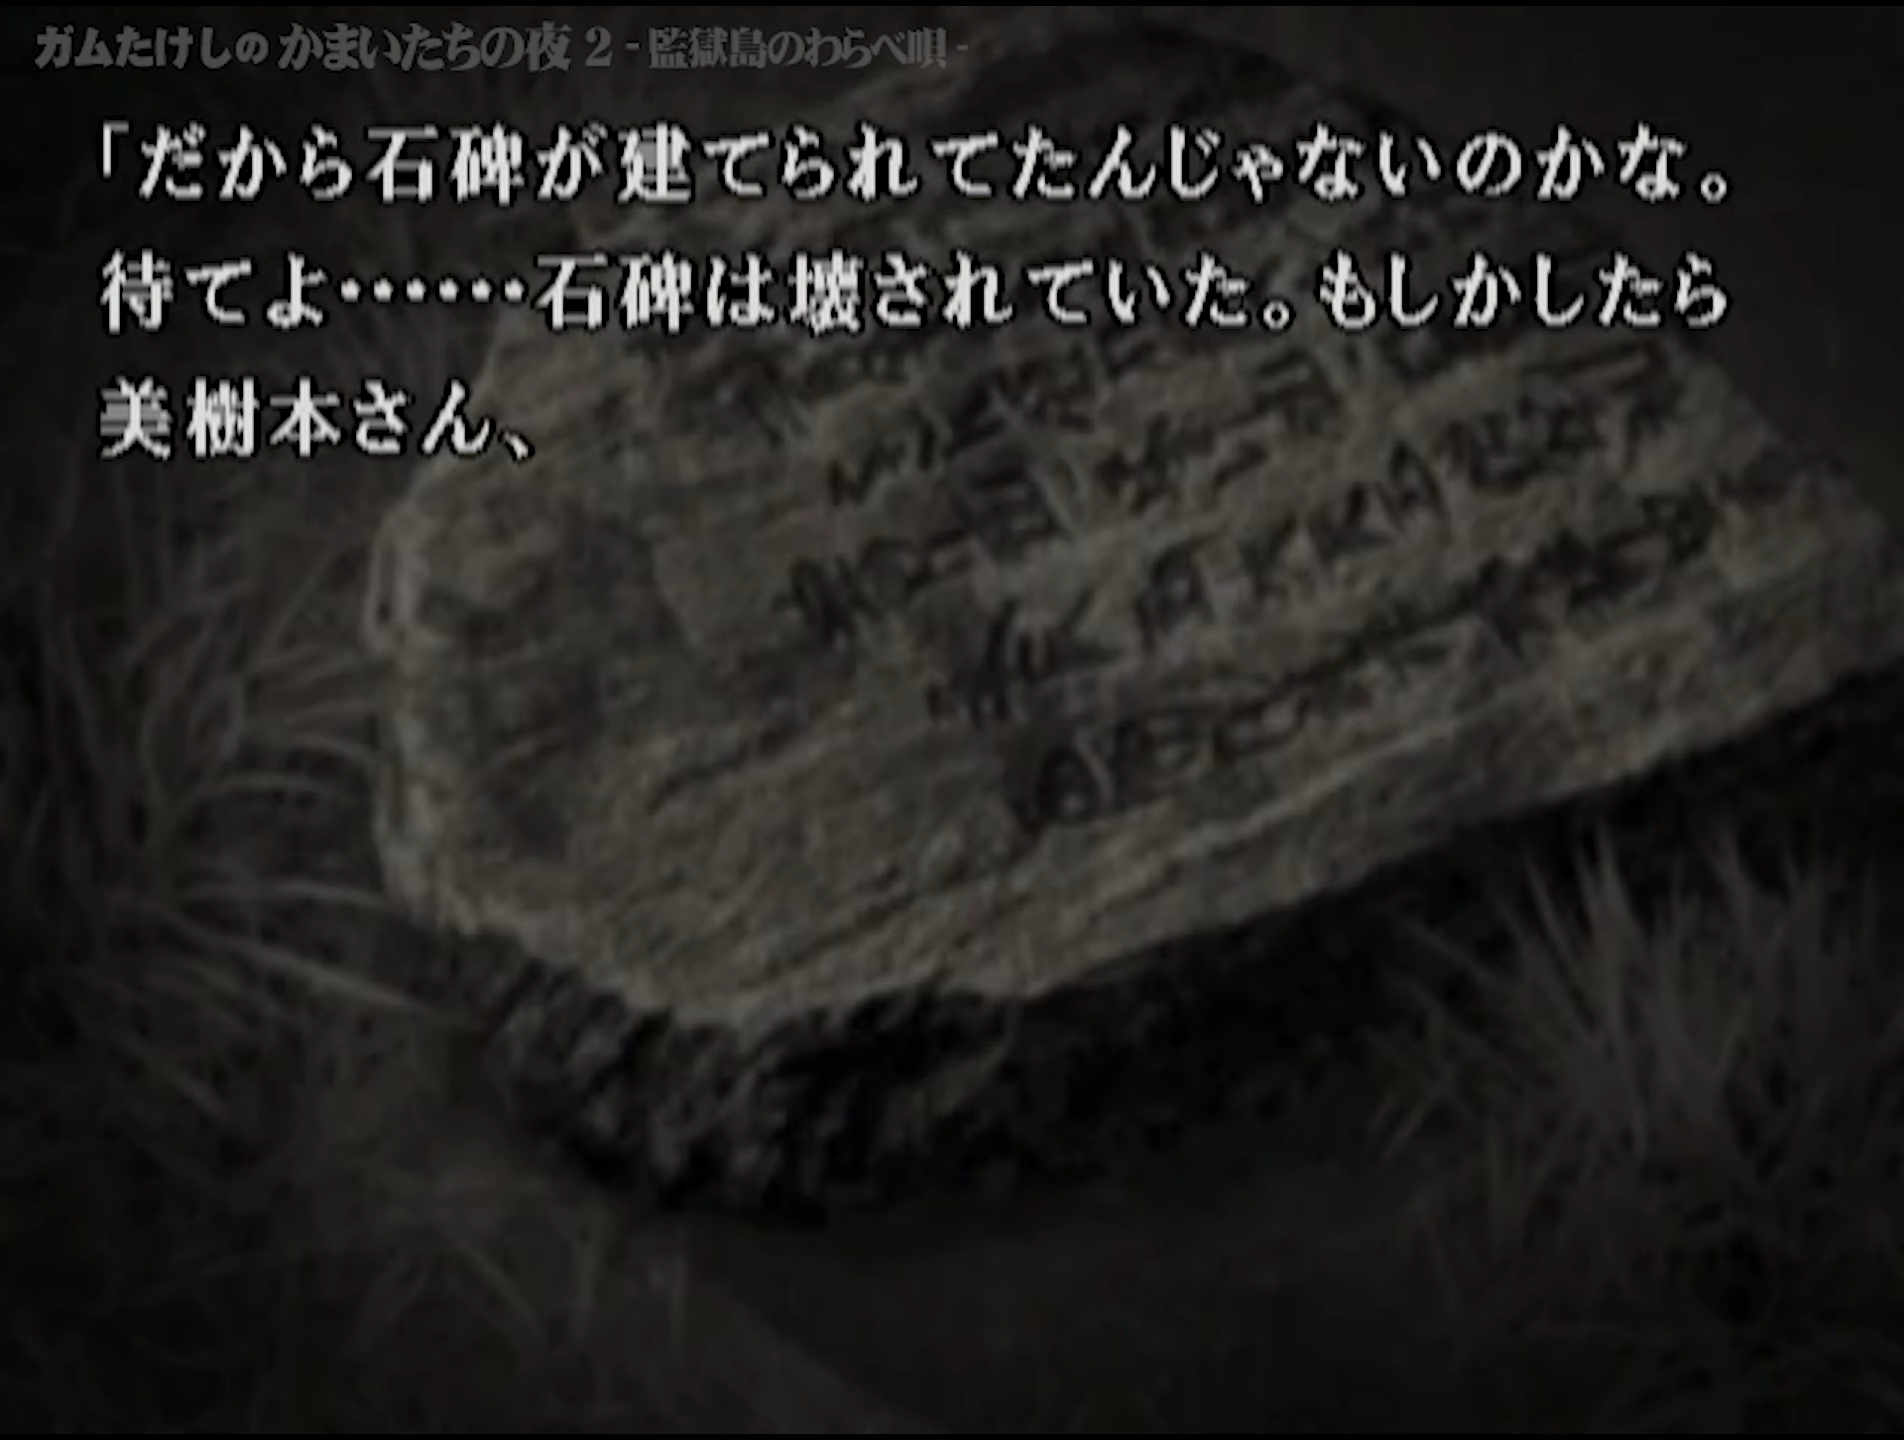 ガムたけしの かまいたちの夜 2 - 監獄島のわらべ唄 -
「だから石碑が建てられてたんじゃないのかな。
待てよ……石碑は壊されていた。もしかしたら
美樹本さん、